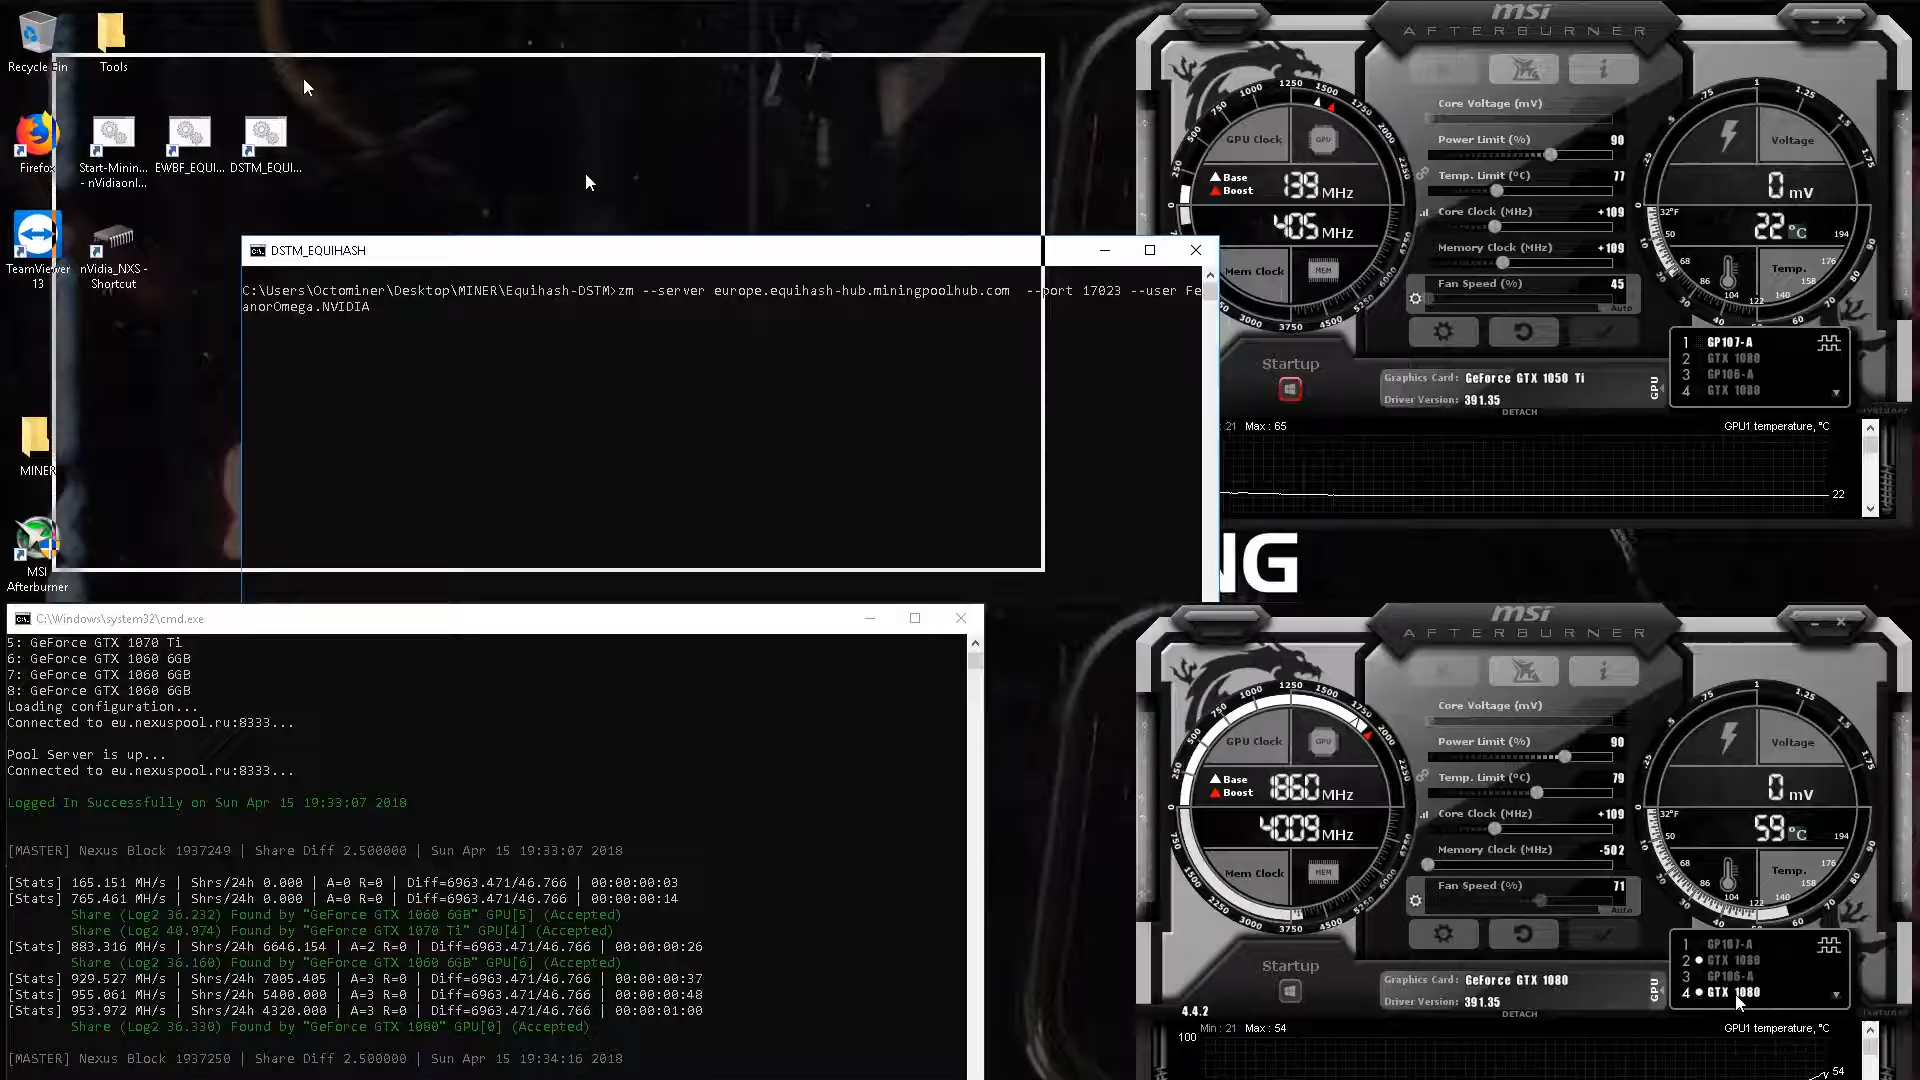 Recycle Bin
Tools
Firefox
Start-Minin...
- nVidiaonl...
EWBF_EQUI...
DSTM_EQUI...
TeamViewer
13
nVidia_NXS -
Shortcut
MINER
MSI
Afterburner
DSTM_EQUIHASH
C:\Users\Octominer\Desktop\MINER\Equihash-DSTM>zm --server europe.equihash-hub.miningpoolhub.com  --port 17023 --user Fe
anorOmega.NVIDIA
C:\Windows\system32\cmd.exe
5: GeForce GTX 1070 Ti
6: GeForce GTX 1060 6GB
7: GeForce GTX 1060 6GB
8: GeForce GTX 1060 6GB
Loading configuration...
Connected to eu.nexuspool.ru:8333...
Pool Server is up...
Connected to eu.nexuspool.ru:8333...
Logged In Successfully on Sun Apr 15 19:33:07 2018
[MASTER] Nexus Block 1937249 | Share Diff 2.500000 | Sun Apr 15 19:33:07 2018
[Stats] 165.151 MH/s | Shrs/24h 0.000 | A=0 R=0 | Diff=6963.471/46.766 | 00:00:00:03
[Stats] 765.461 MH/s | Shrs/24h 0.000 | A=0 R=0 | Diff=6963.471/46.766 | 00:00:00:14
Share (Log2 36.232) Found by "GeForce GTX 1060 6GB" GPU[5] (Accepted)
Share (Log2 40.974) Found by "GeForce GTX 1070 Ti" GPU[4] (Accepted)
[Stats] 883.316 MH/s | Shrs/24h 6646.154 | A=2 R=0 | Diff=6963.471/46.766 | 00:00:00:26
Share (Log2 36.160) Found by "GeForce GTX 1060 6GB" GPU[6] (Accepted)
[Stats] 929.527 MH/s | Shrs/24h 7005.405 | A=3 R=0 | Diff=6963.471/46.766 | 00:00:00:37
[Stats] 955.061 MH/s | Shrs/24h 5400.000 | A=3 R=0 | Diff=6963.471/46.766 | 00:00:00:48
[Stats] 953.972 MH/s | Shrs/24h 4320.000 | A=3 R=0 | Diff=6963.471/46.766 | 00:00:01:00
Share (Log2 36.330) Found by "GeForce GTX 1080" GPU[0] (Accepted)
[MASTER] Nexus Block 1937250 | Share Diff 2.500000 | Sun Apr 15 19:34:16 2018
msi
AFTERBURNER
GPU Clock
GPU
Base
Boost
139 MHz
405 MHz
Mem Clock
MEM
Core Voltage (mV)
Power Limit (%) 90
Temp. Limit (°C) 77
Core Clock (MHz) +109
Memory Clock (MHz) +109
Fan Speed (%) 45
Auto
Voltage
0 mV
22 °C
Temp.
Startup
Graphics Card: GeForce GTX 1050 Ti
Driver Version: 391.35
DETACH
GPU
1 GP107-A
2 GTX 1080
3 GP106-A
4 GTX 1080
21 Max : 65
GPU1 temperature, °C
22
NG
msi
AFTERBURNER
GPU Clock
GPU
Base
Boost
1860 MHz
4009 MHz
Mem Clock
MEM
Core Voltage (mV)
Power Limit (%) 90
Temp. Limit (°C) 79
Core Clock (MHz) +109
Memory Clock (MHz) -502
Fan Speed (%) 71
Auto
Voltage
0 mV
59 °C
Temp.
Startup
Graphics Card: GeForce GTX 1080
Driver Version: 391.35
DETACH
GPU
1 GP107-A
2 GTX 1080
3 GP106-A
4 GTX 1080
4.4.2
100
Min : 21 Max : 54
GPU1 temperature, °C
54